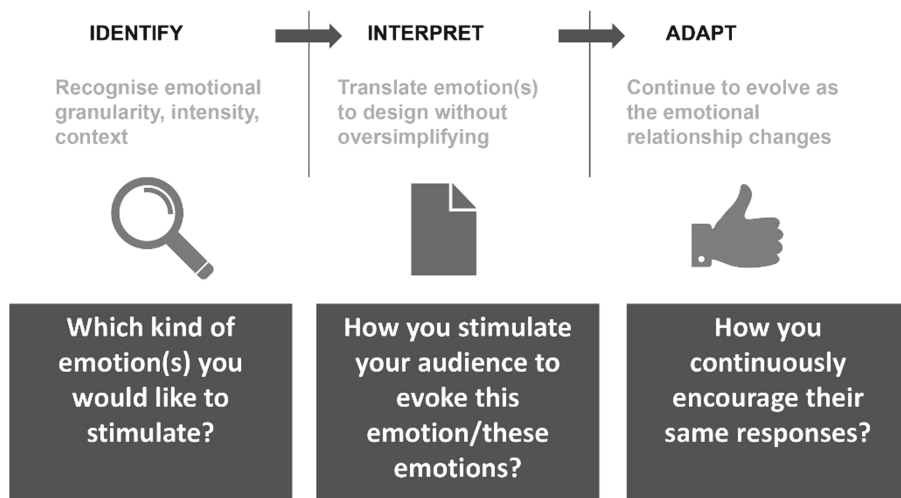 IDENTIFY
Recognise emotional
granularity, intensity,
context
Which kind of
emotion(s) you
would like to
stimulate?
INTERPRET
Translate emotion(s)
to design without
oversimplifying
How you stimulate
your audience to
evoke this
emotion/these
emotions?
ADAPT
Continue to evolve as
the emotional
relationship changes
How you
continuously
encourage their
same responses?